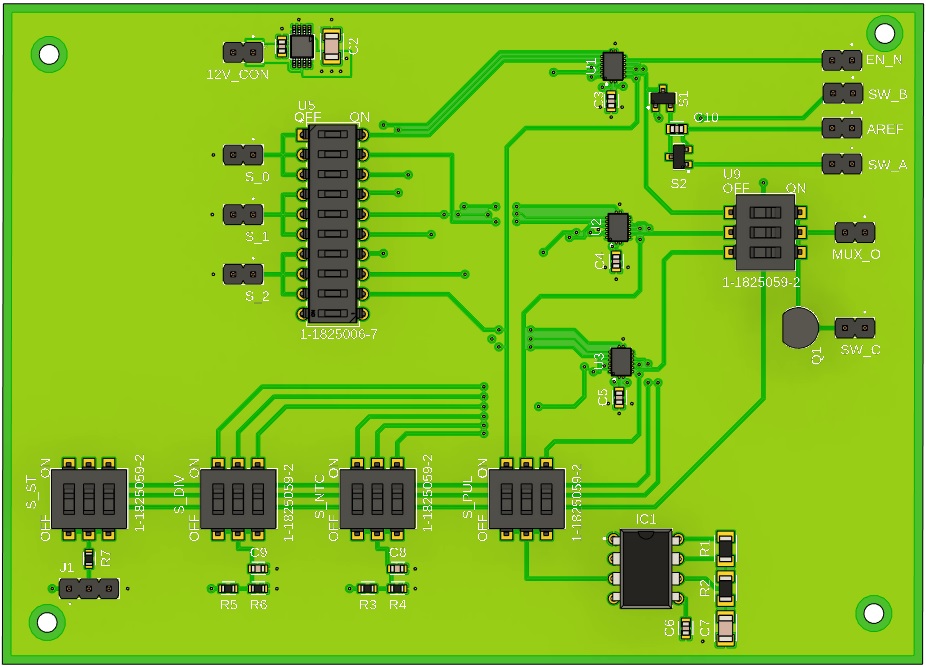 C2
12V_CON
U1
EN_N
C3
S1
SW_B
U5
OFF
ON
C10
AREF
SW_A
S_0
S2
U9
OFF
ON
S_1
U2
MUX_O
C4
S_2
1-1825059-2
1-1825006-7
U3
Q1
SW_C
C5
ON
S_ST
OFF
1-1825059-2
ON
S_DIV
OFF
1-1825059-2
ON
S_NTC
OFF
1-1825059-2
ON
S_PUL
OFF
1-1825059-2
IC1
R1
J1
R7
C9
C8
R2
R5
R6
R3
R4
C6
C7